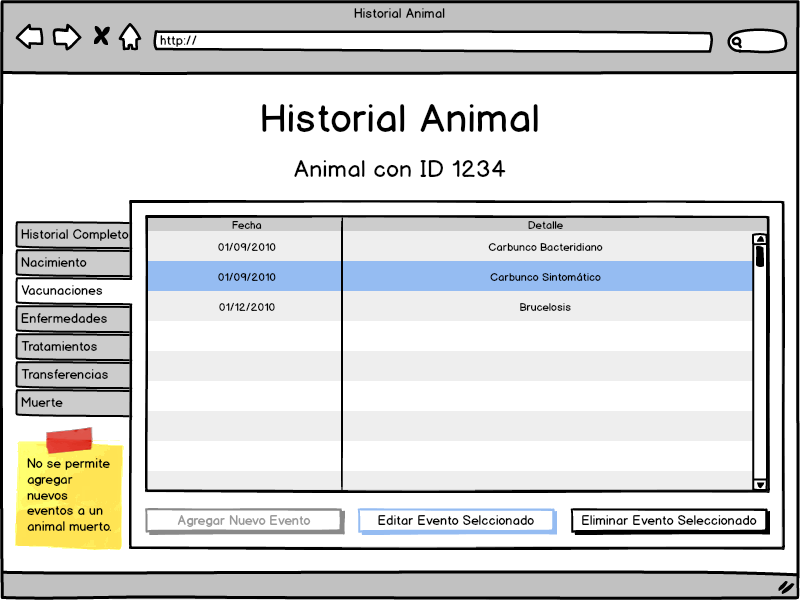 Historial Animal
http://
Historial Animal
Animal con ID 1234
Historial Completo
Nacimiento
Vacunaciones
Enfermedades
Tratamientos
Transferencias
Muerte
Fecha Detalle
01/09/2010 Carbunco Bacteridiano
01/09/2010 Carbunco Sintomático
01/12/2010 Brucelosis
No se permite
agregar
nuevos
eventos a un
animal muerto.
Agregar Nuevo Evento Editar Evento Selccionado Eliminar Evento Seleccionado